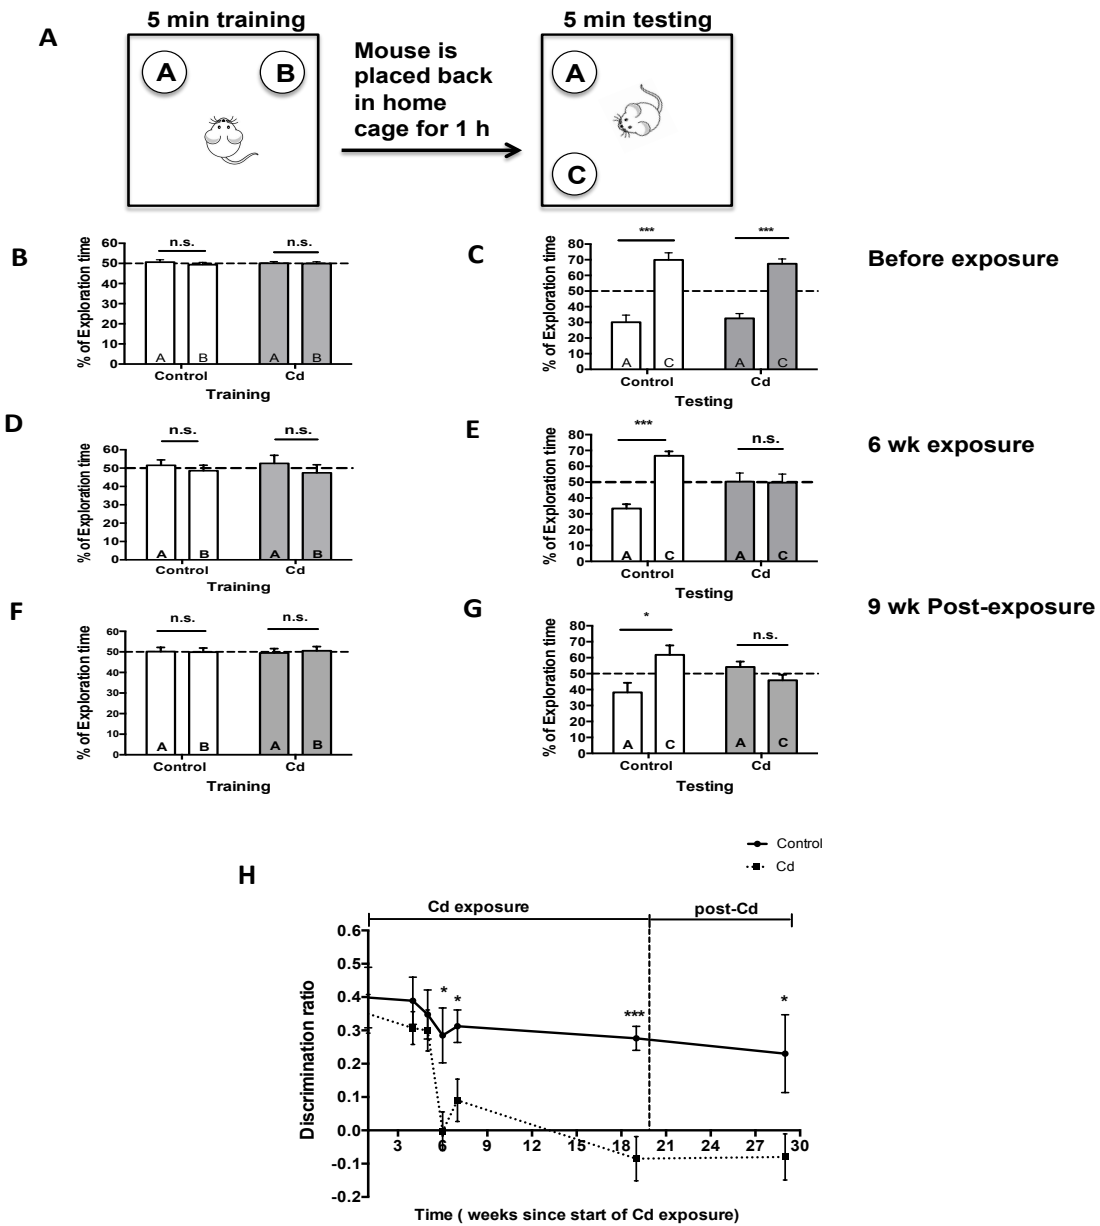 A
5 min training
5 min testing
A
B
Mouse is
placed back
in home
cage for 1 h
A
C
B
% of Exploration time
60
50
40
30
20
10
0
n.s.
n.s.
A
B
A
B
Control
Cd
Training
C
% of Exploration time
80
70
60
50
40
30
20
10
0
***
***
A
C
A
C
Control
Cd
Testing
Before exposure
D
% of Exploration time
60
50
40
30
20
10
0
n.s.
n.s.
A
B
A
B
Control
Cd
Training
E
% of Exploration time
80
70
60
50
40
30
20
10
0
***
n.s.
A
C
A
C
Control
Cd
Testing
6 wk exposure
F
% of Exploration time
60
50
40
30
20
10
0
n.s.
n.s.
A
B
A
B
Control
Cd
Training
G
% of Exploration time
80
70
60
50
40
30
20
10
0
*
n.s.
A
C
A
C
Control
Cd
Testing
9 wk Post-exposure
H
Control
Cd
Cd exposure
post-Cd
Discrimination ratio
0.6
0.5
0.4
0.3
0.2
0.1
0.0
-0.1
-0.2
*
*
***
*
3 6 9 12 15 18 19 21 24 27 29 30
Time ( weeks since start of Cd exposure)